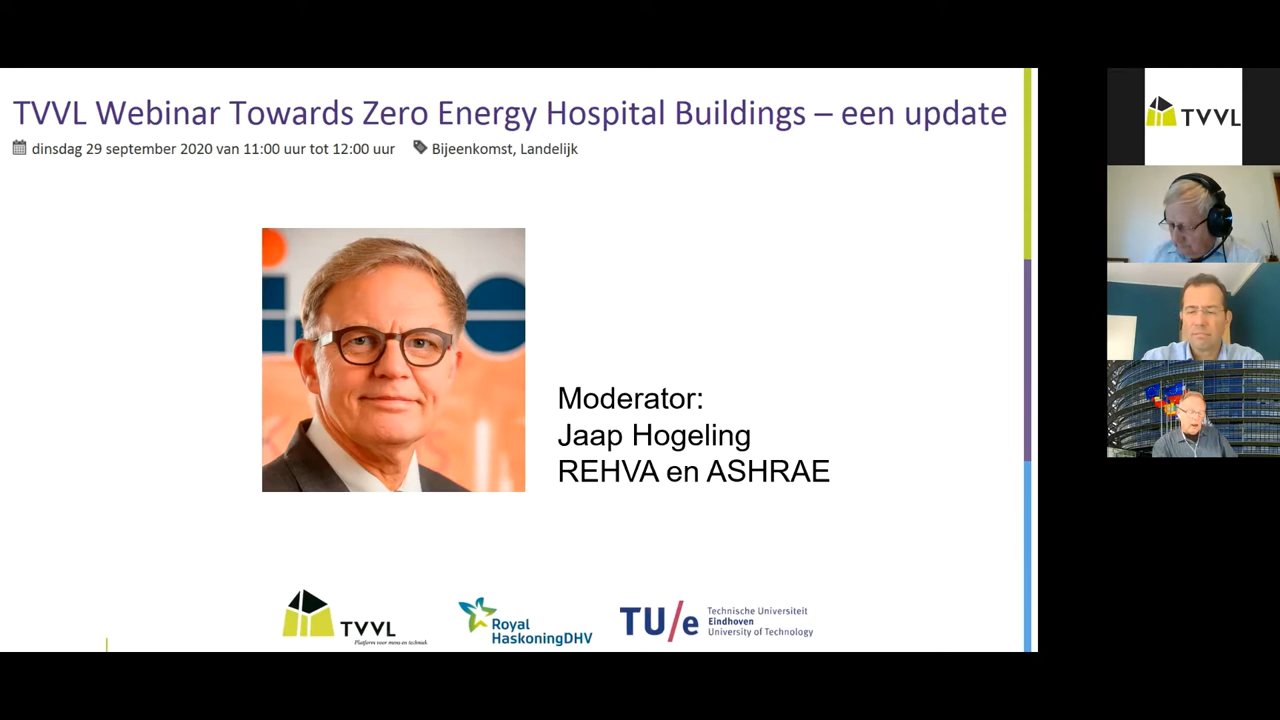 TVVL Webinar Towards Zero Energy Hospital Buildings – een update
dinsdag 29 september 2020 van 11:00 uur tot 12:00 uur Bijeenkomst, Landelijk
Moderator:
Jaap Hogeling
REHVA en ASHRAE
TVVL
Platform voor mens en techniek
Royal
HaskoningDHV
TU/e
Technische Universiteit
Eindhoven
University of Technology
TVVL